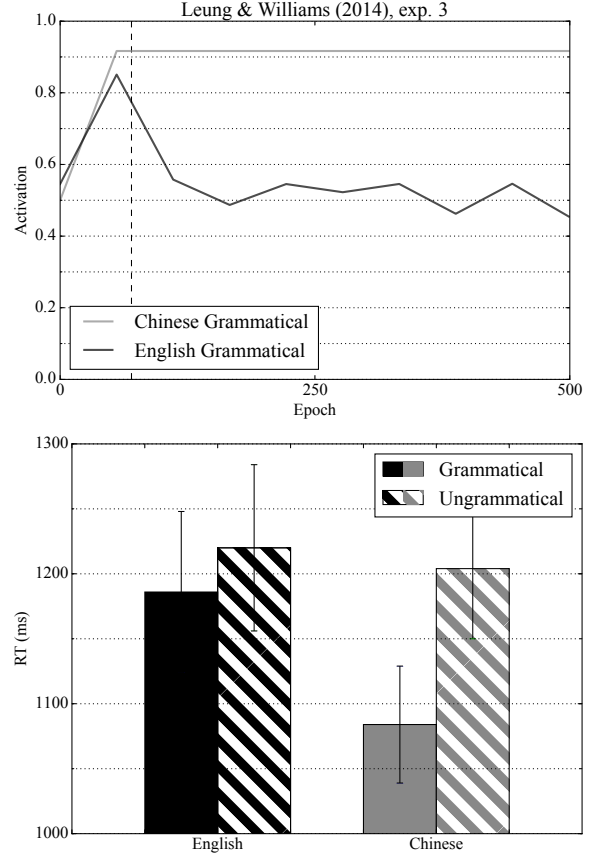 Leung & Williams (2014), exp. 3
1.0
0.8
0.6
0.4
0.2
0.0
Activation
Chinese Grammatical
English Grammatical
0 250 500
Epoch
1300
1200
1100
1000
RT (ms)
Grammatical
Ungrammatical
English Chinese